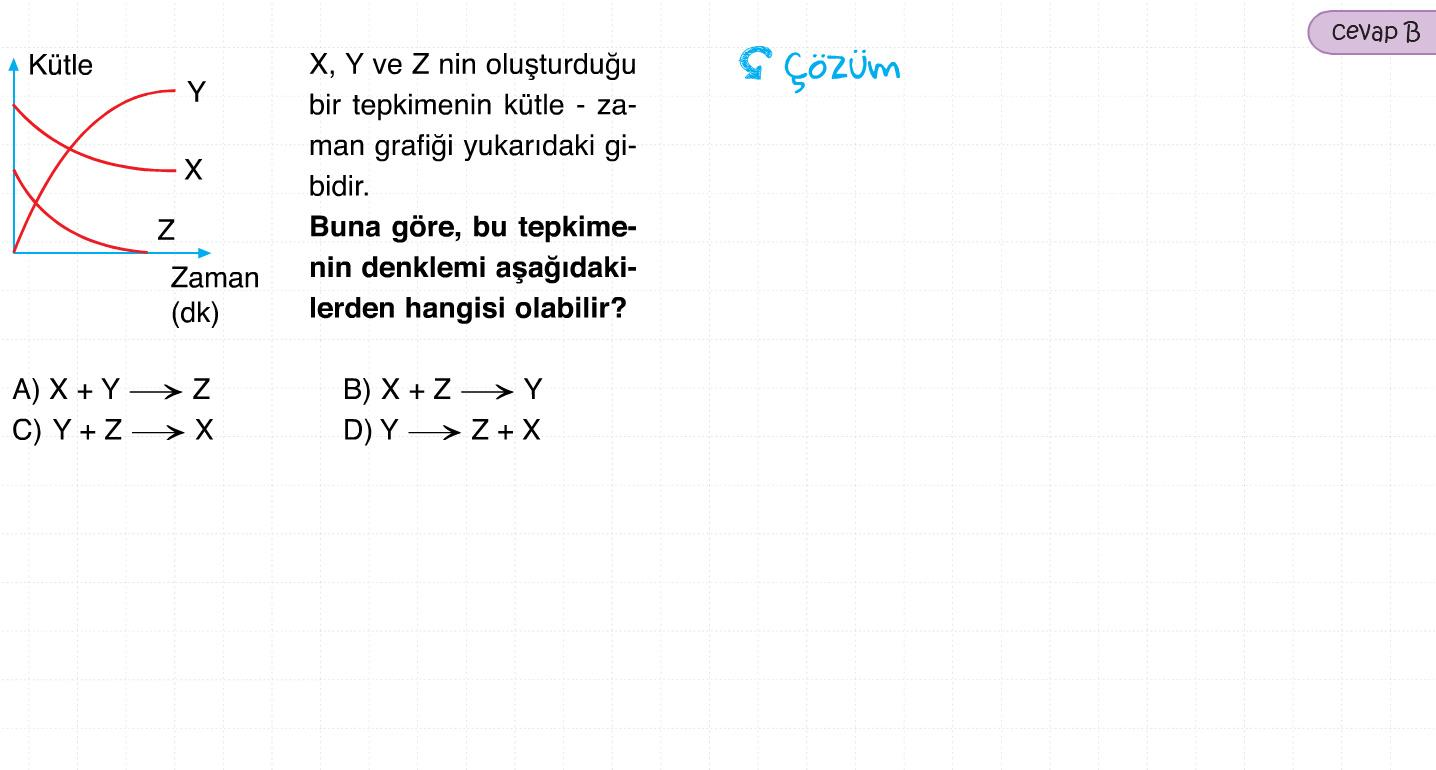 Cevap B
Kütle
Y
X
Z
Zaman
(dk)
X, Y ve Z nin oluşturduğu
bir tepkimenin kütle - za-
man grafiği yukarıdaki gi-
bidir.
Buna göre, bu tepkime-
nin denklemi aşağıdaki-
lerden hangisi olabilir?
Çözüm
A) X + Y ⟶ Z
B) X + Z ⟶ Y
C) Y + Z ⟶ X
D) Y ⟶ Z + X